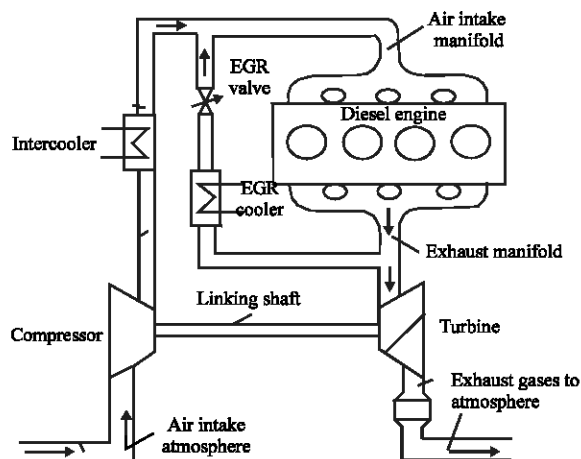 Air intake
manifold
EGR
valve
Diesel engine
Intercooler
EGR
cooler
Exhaust manifold
Linking shaft
Compressor
Turbine
Exhaust gases to
atmosphere
Air intake
atmosphere